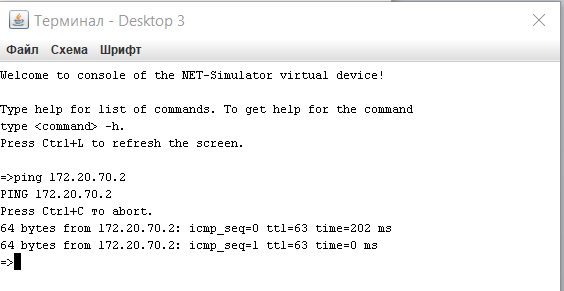 Терминал - Desktop 3
Файл Схема Шрифт
Welcome to console of the NET-Simulator virtual device!
Type help for list of commands. To get help for the command
type <command> -h.
Press Ctrl+L to refresh the screen.
=>ping 172.20.70.2
PING 172.20.70.2
Press Ctrl+C to abort.
64 bytes from 172.20.70.2: icmp_seq=0 ttl=63 time=202 ms
64 bytes from 172.20.70.2: icmp_seq=1 ttl=63 time=0 ms
=>